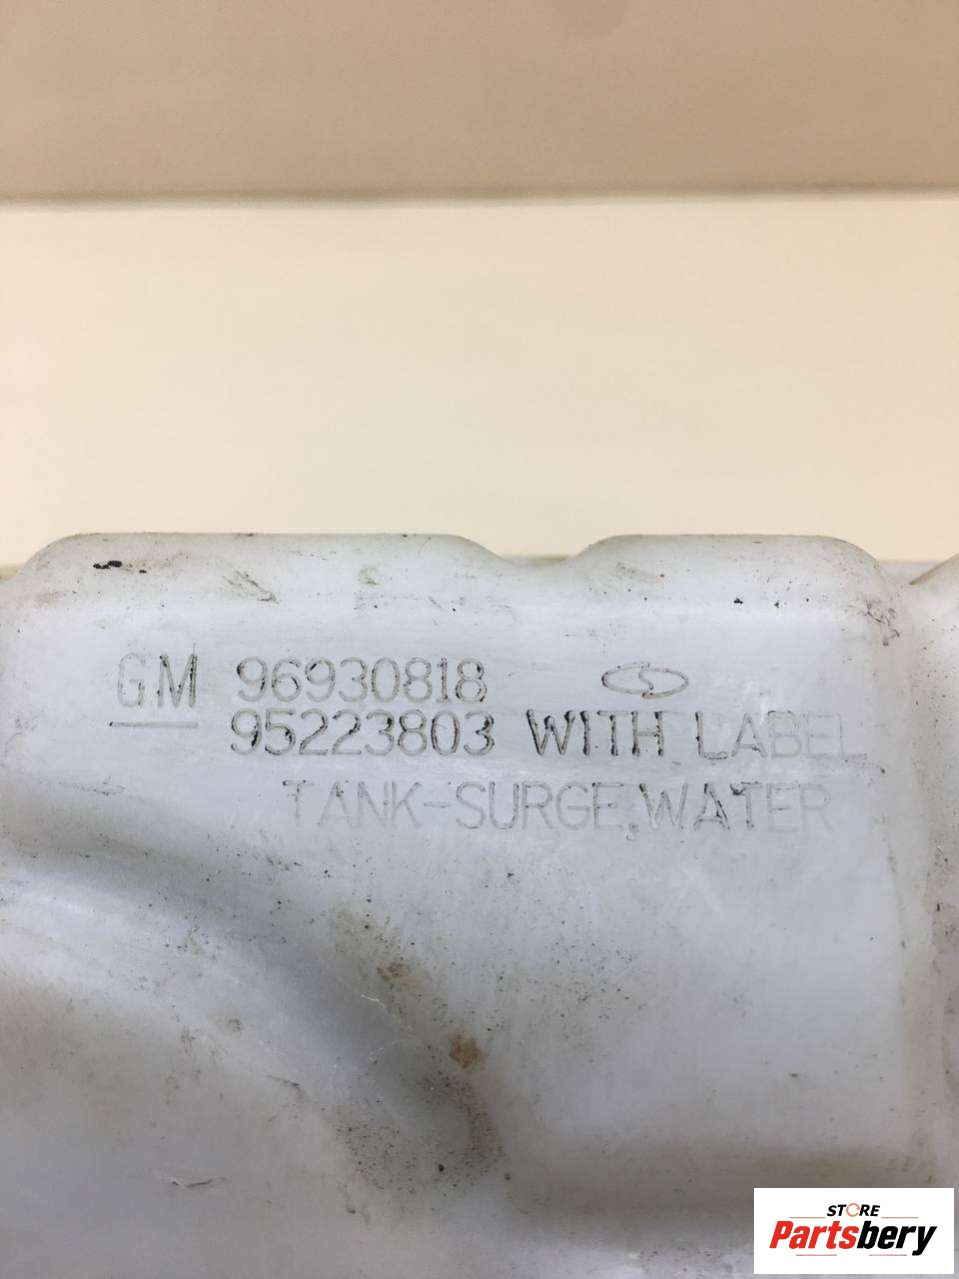 GM 96930818
95223803 WITH LABEL
TANK-SURGE,WATER
STORE
Partsbery